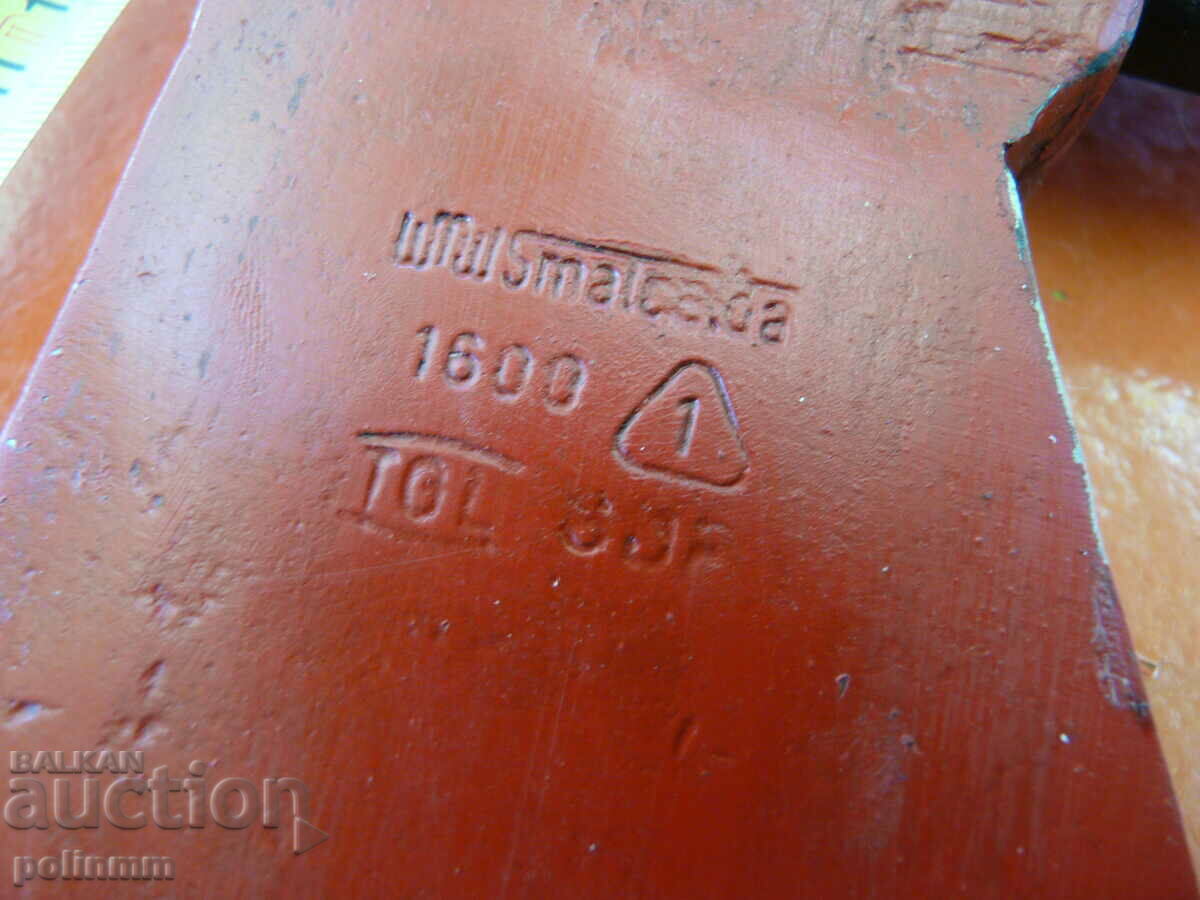 Smalcalda
1600 1
TGL
BALKAN
auction
polinmm